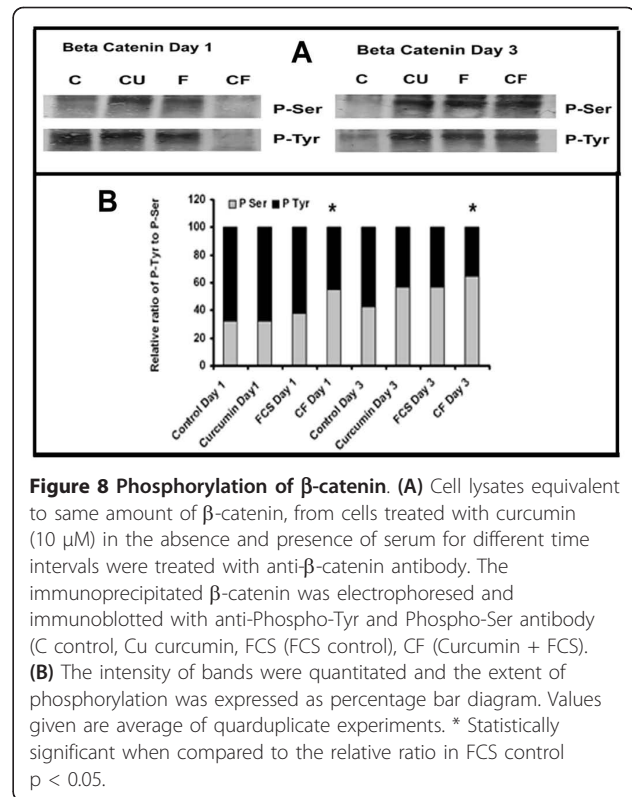 Beta Catenin Day 1 A Beta Catenin Day 3
C CU F CF C CU F CF
P-Ser P-Ser
P-Tyr P-Tyr
B
P Ser P Tyr
* *
Relative ratio of P-Tyr to P-Ser
120
100
80
60
40
20
0
Control Day 1
Curcumin Day1
FCS Day 1
CF Day 1
Control Day 3
Curcumin Day 3
FCS Day 3
CF Day 3
Figure 8 Phosphorylation of β-catenin. (A) Cell lysates equivalent
to same amount of β-catenin, from cells treated with curcumin
(10 μM) in the absence and presence of serum for different time
intervals were treated with anti-β-catenin antibody. The
immunoprecipitated β-catenin was electrophoresed and
immunoblotted with anti-Phospho-Tyr and Phospho-Ser antibody
(C control, Cu curcumin, FCS (FCS control), CF (Curcumin + FCS).
(B) The intensity of bands were quantitated and the extent of
phosphorylation was expressed as percentage bar diagram. Values
given are average of quarduplicate experiments. * Statistically
significant when compared to the relative ratio in FCS control
p < 0.05.